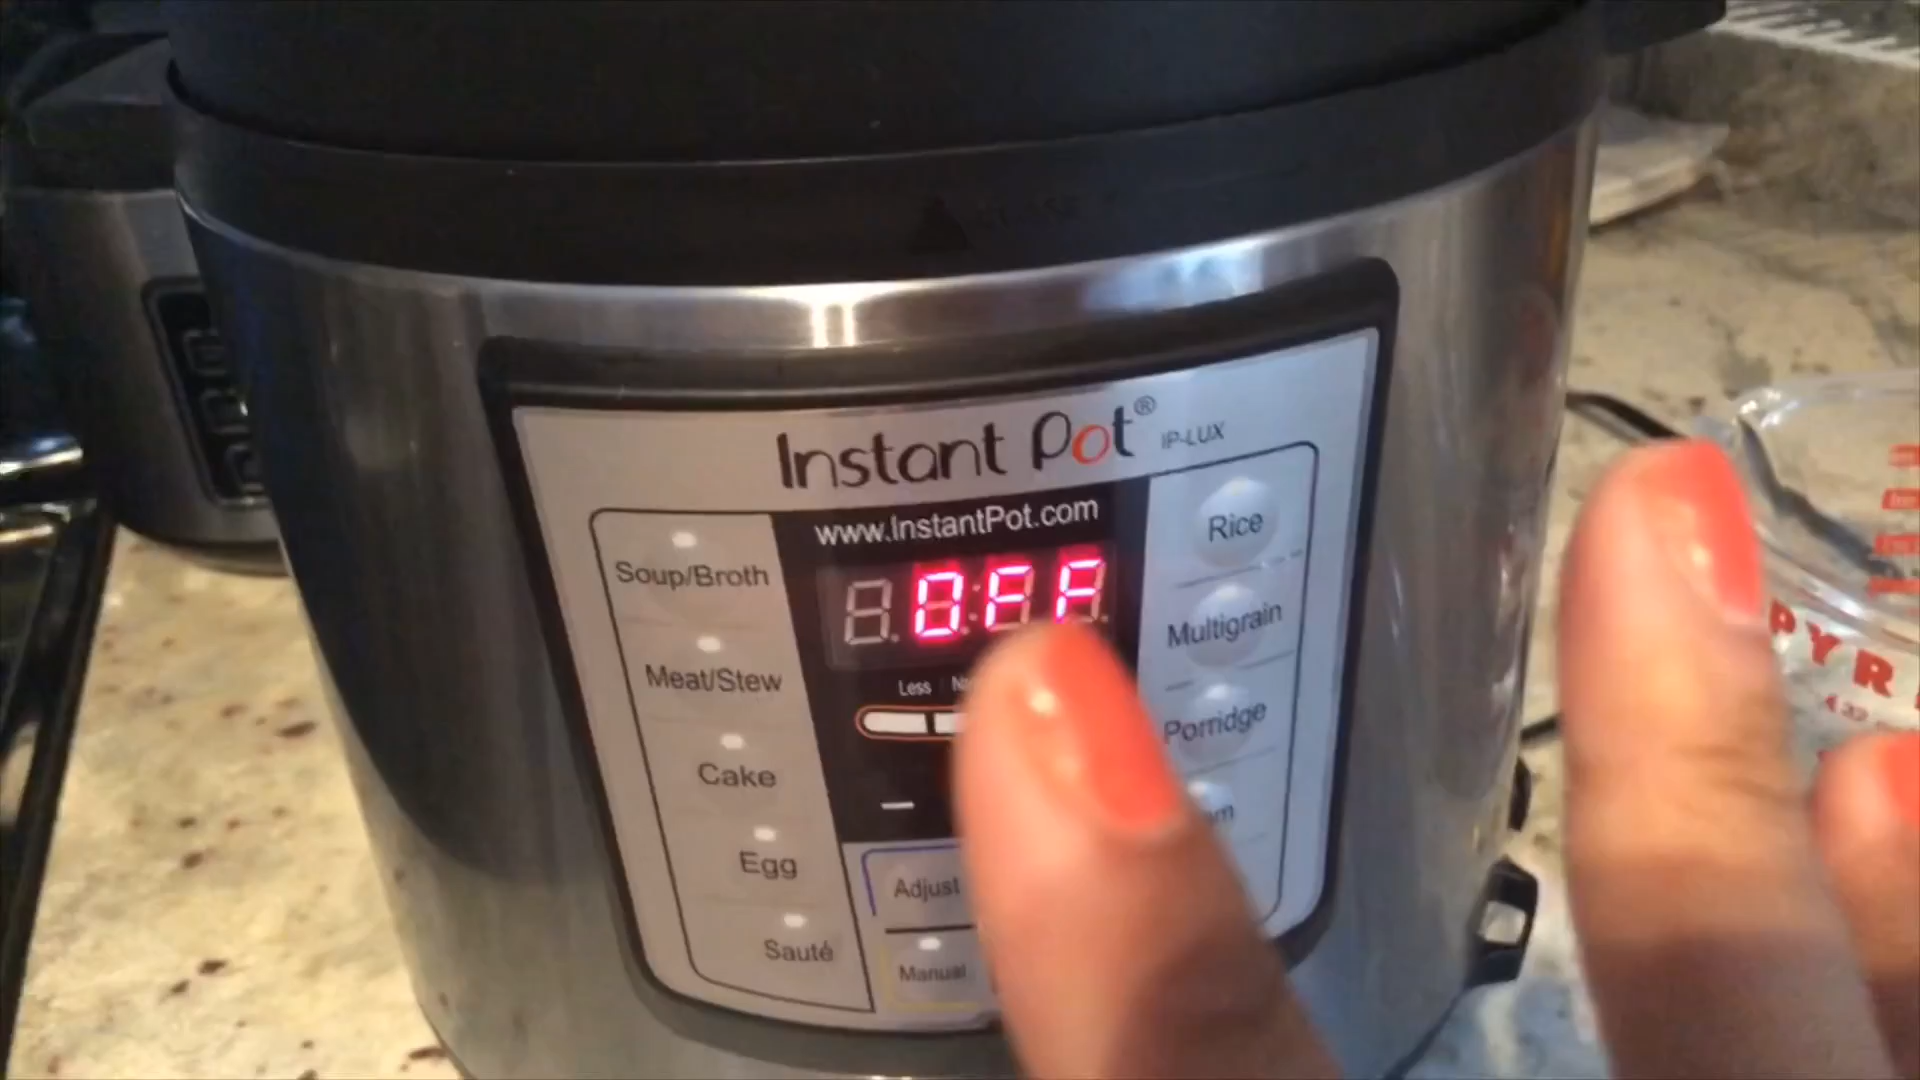 Instant Pot® IP-LUX
www.InstantPot.com
OFF
Less
Soup/Broth
Meat/Stew
Cake
Egg
Sauté
Adjust
Manual
Rice
Multigrain
Porridge
PYR